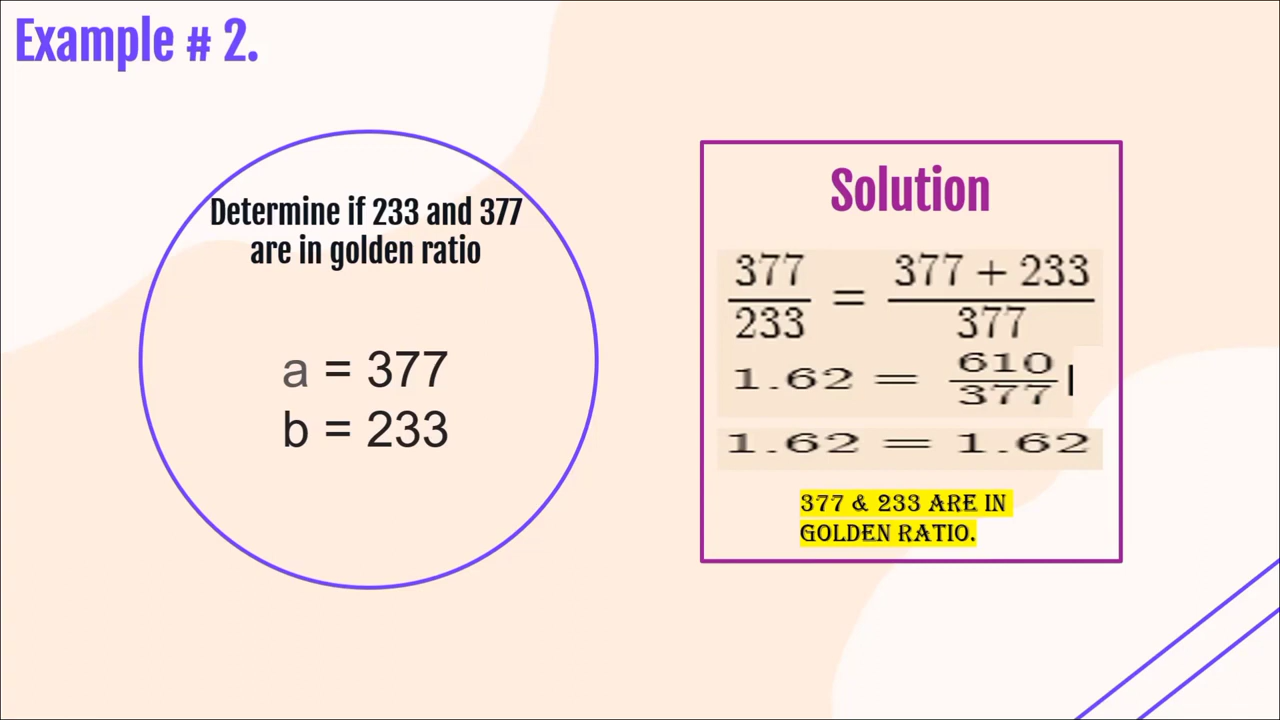 Example # 2.
Determine if 233 and 377
are in golden ratio
a = 377
b = 233
Solution
377/233 = 377 + 233/377
1.62 = 610/377
1.62 = 1.62
377 & 233 ARE IN
GOLDEN RATIO.